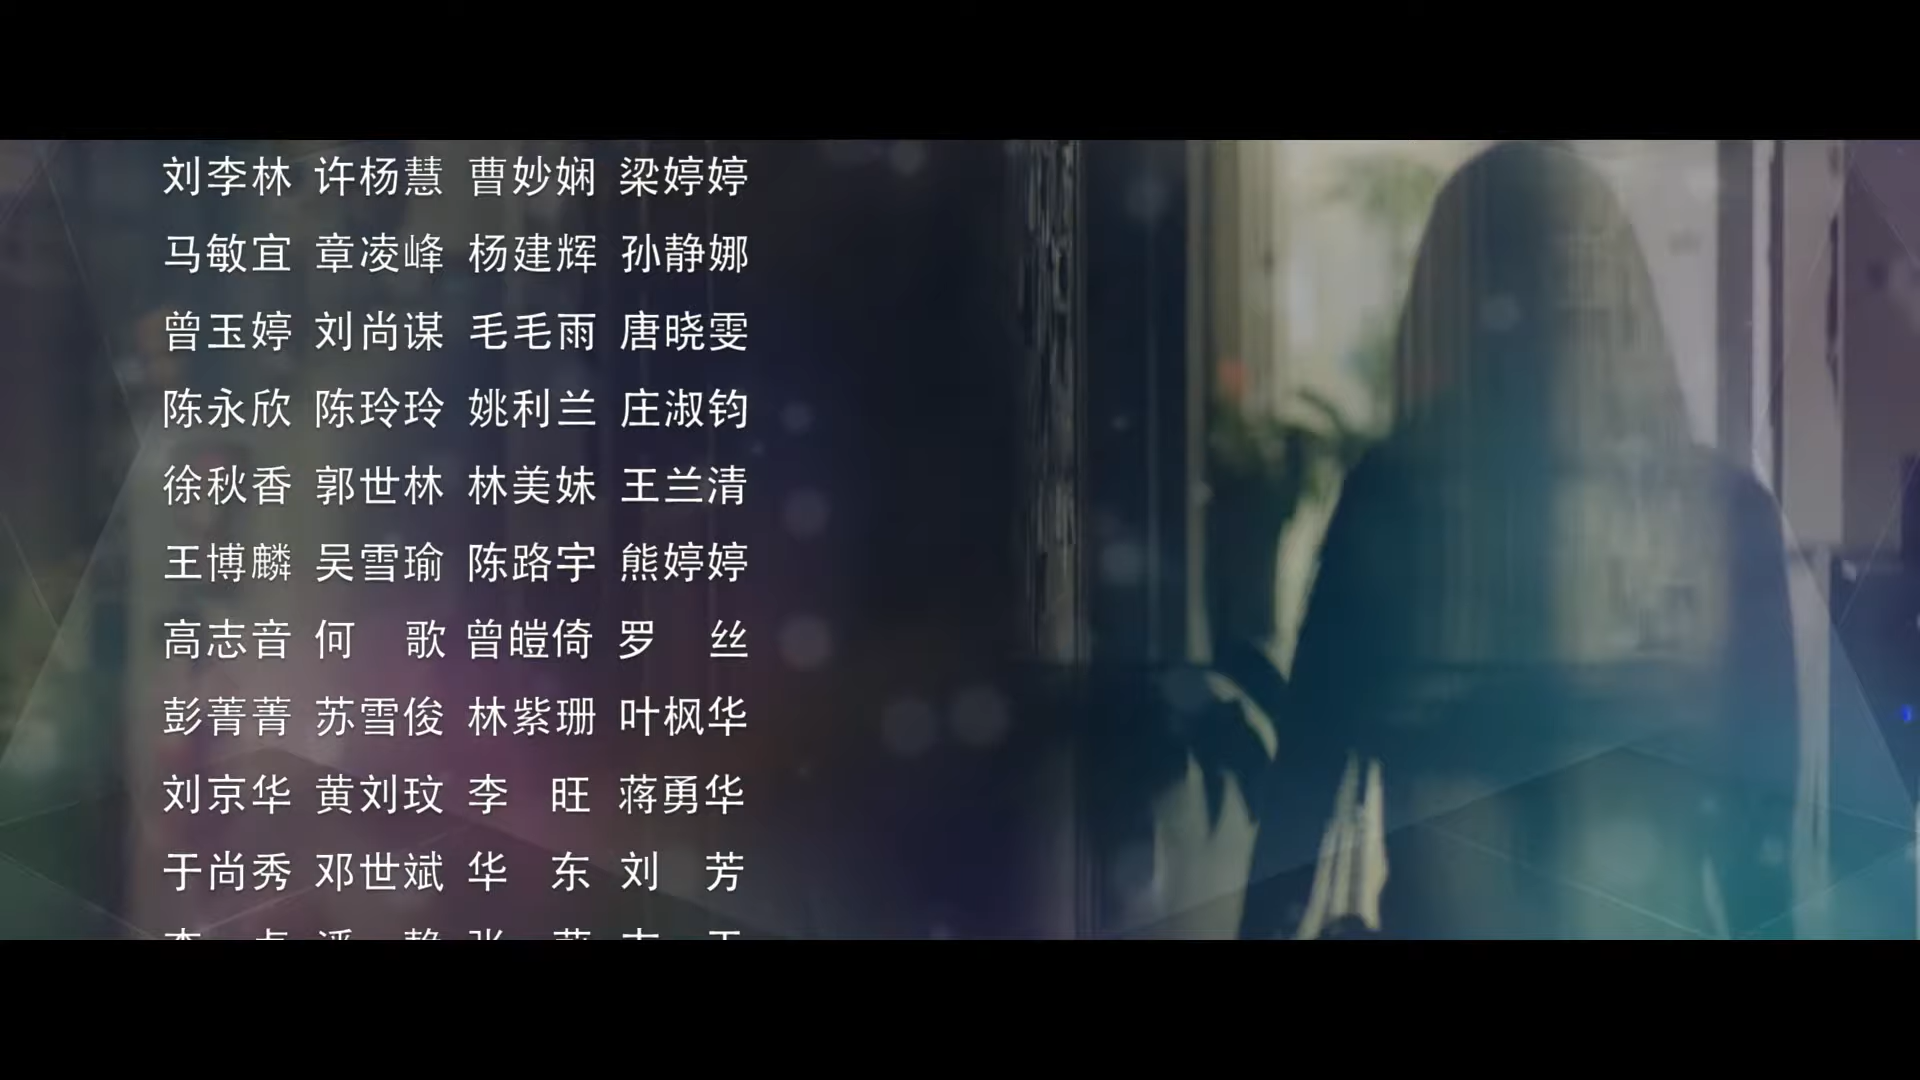 刘李林 许杨慧 曹妙娴 梁婷婷
马敏宜 章凌峰 杨建辉 孙静娜
曾玉婷 刘尚谋 毛毛雨 唐晓雯
陈永欣 陈玲玲 姚利兰 庄淑钧
徐秋香 郭世林 林美妹 王兰清
王博麟 吴雪瑜 陈路宇 熊婷婷
高志音 何 歌 曾皚倚 罗 丝
彭菁菁 苏雪俊 林紫珊 叶枫华
刘京华 黄刘玟 李 旺 蒋勇华
于尚秀 邓世斌 华 东 刘 芳